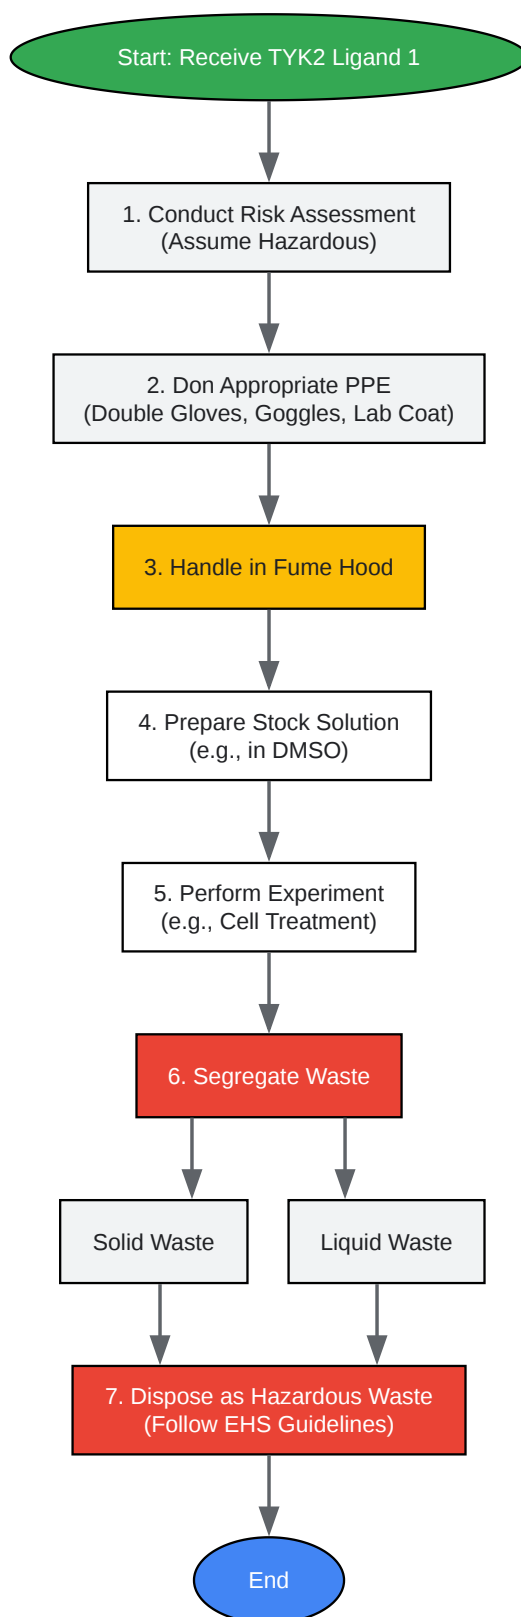 Start: Receive TYK2 Ligand 1
1. Conduct Risk Assessment
(Assume Hazardous)
2. Don Appropriate PPE
(Double Gloves, Goggles, Lab Coat)
3. Handle in Fume Hood
4. Prepare Stock Solution
(e.g., in DMSO)
5. Perform Experiment
(e.g., Cell Treatment)
6. Segregate Waste
Solid Waste
Liquid Waste
7. Dispose as Hazardous Waste
(Follow EHS Guidelines)
End